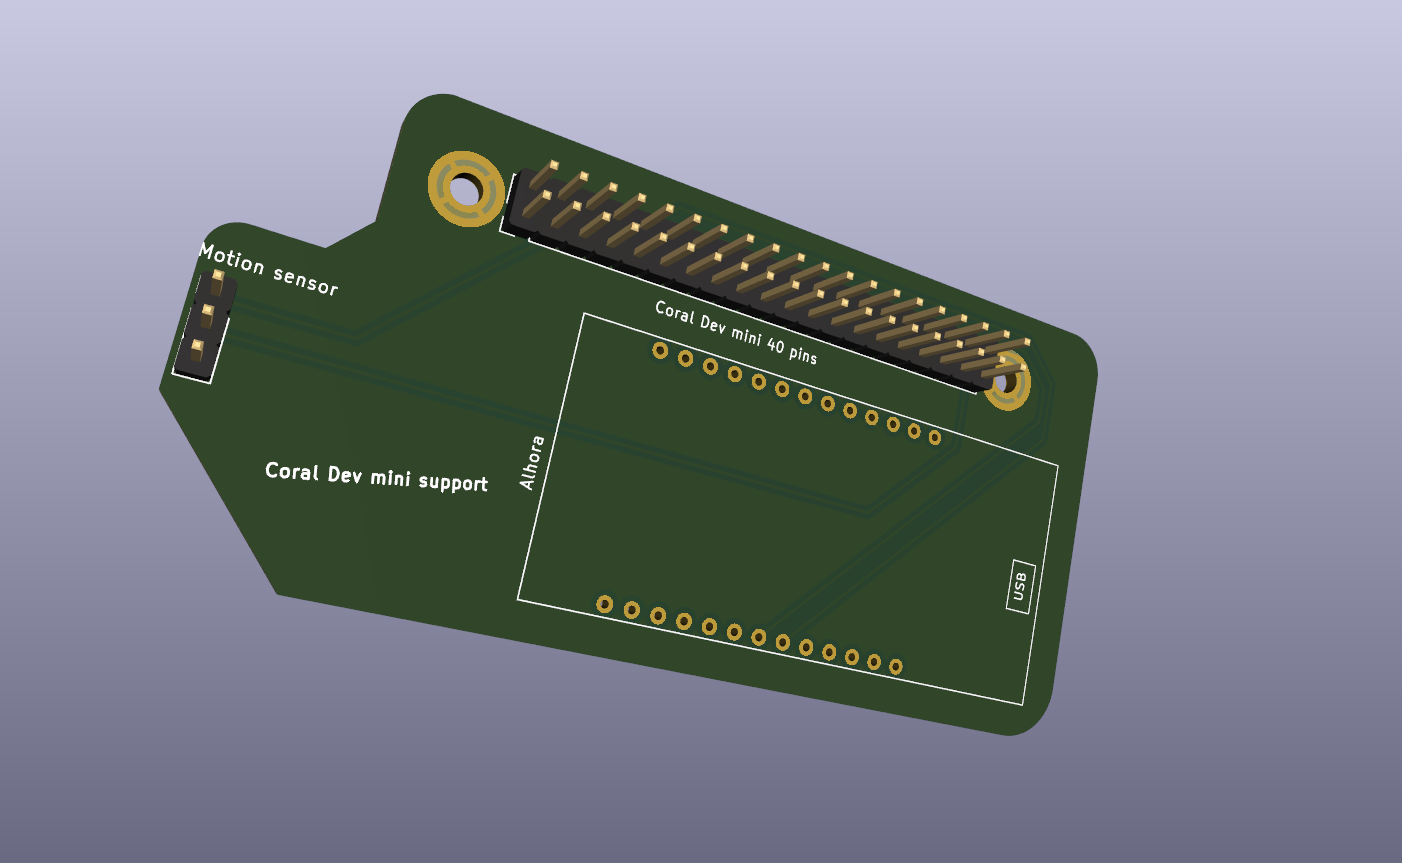 Motion sensor
Coral Dev mini 40 pins
Alhora
Coral Dev mini support
USB